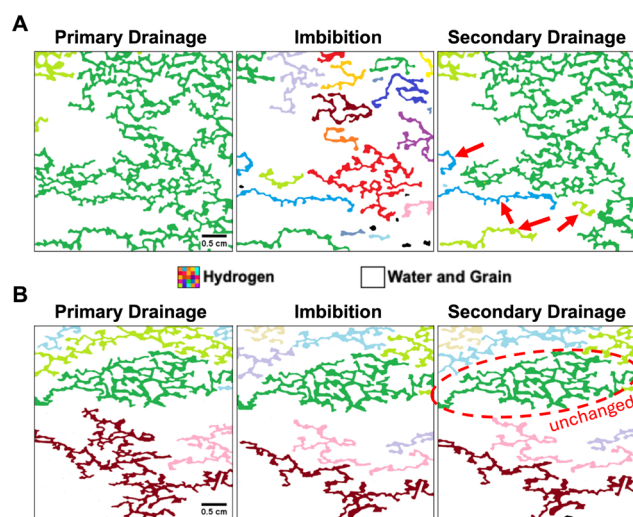 A
Primary Drainage Imbibition Secondary Drainage
0.5 cm
Hydrogen Water and Grain
B
Primary Drainage Imbibition Secondary Drainage
unchanged
0.5 cm